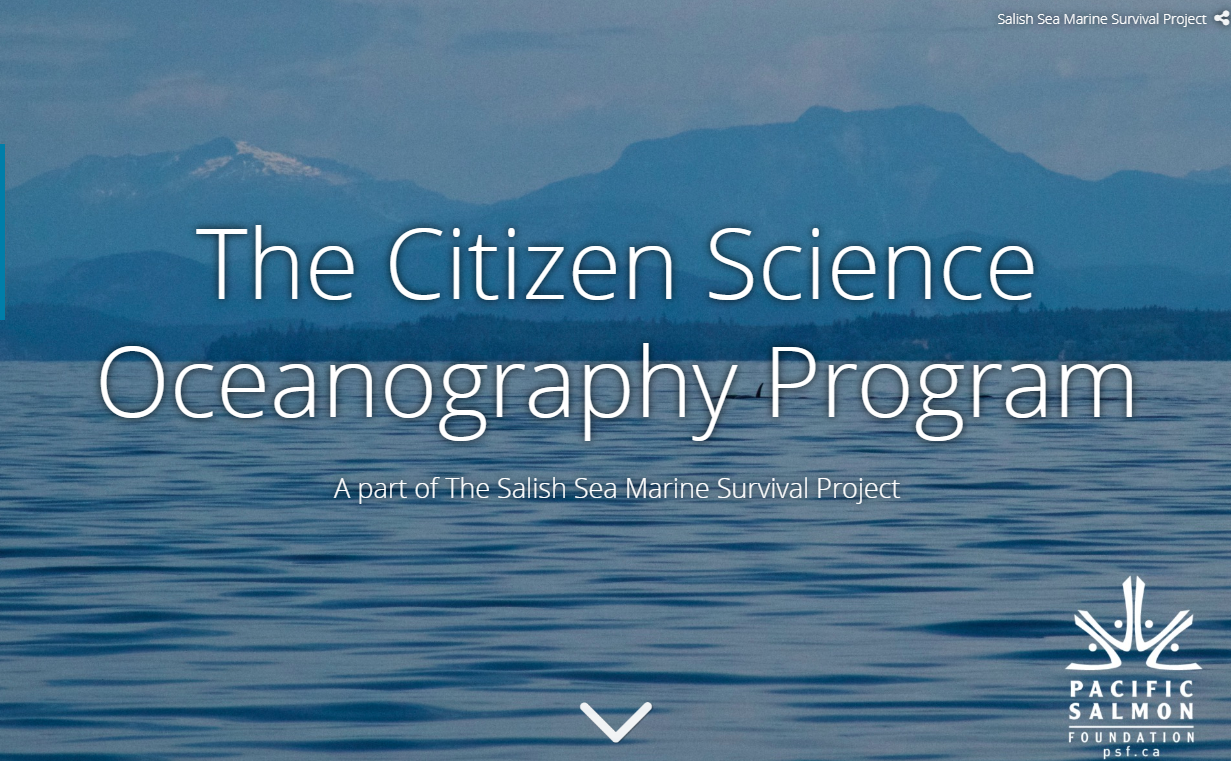 Salish Sea Marine Survival Project
The Citizen Science
Oceanography Program
A part of The Salish Sea Marine Survival Project
PACIFIC
SALMON
FOUNDATION
psf.ca